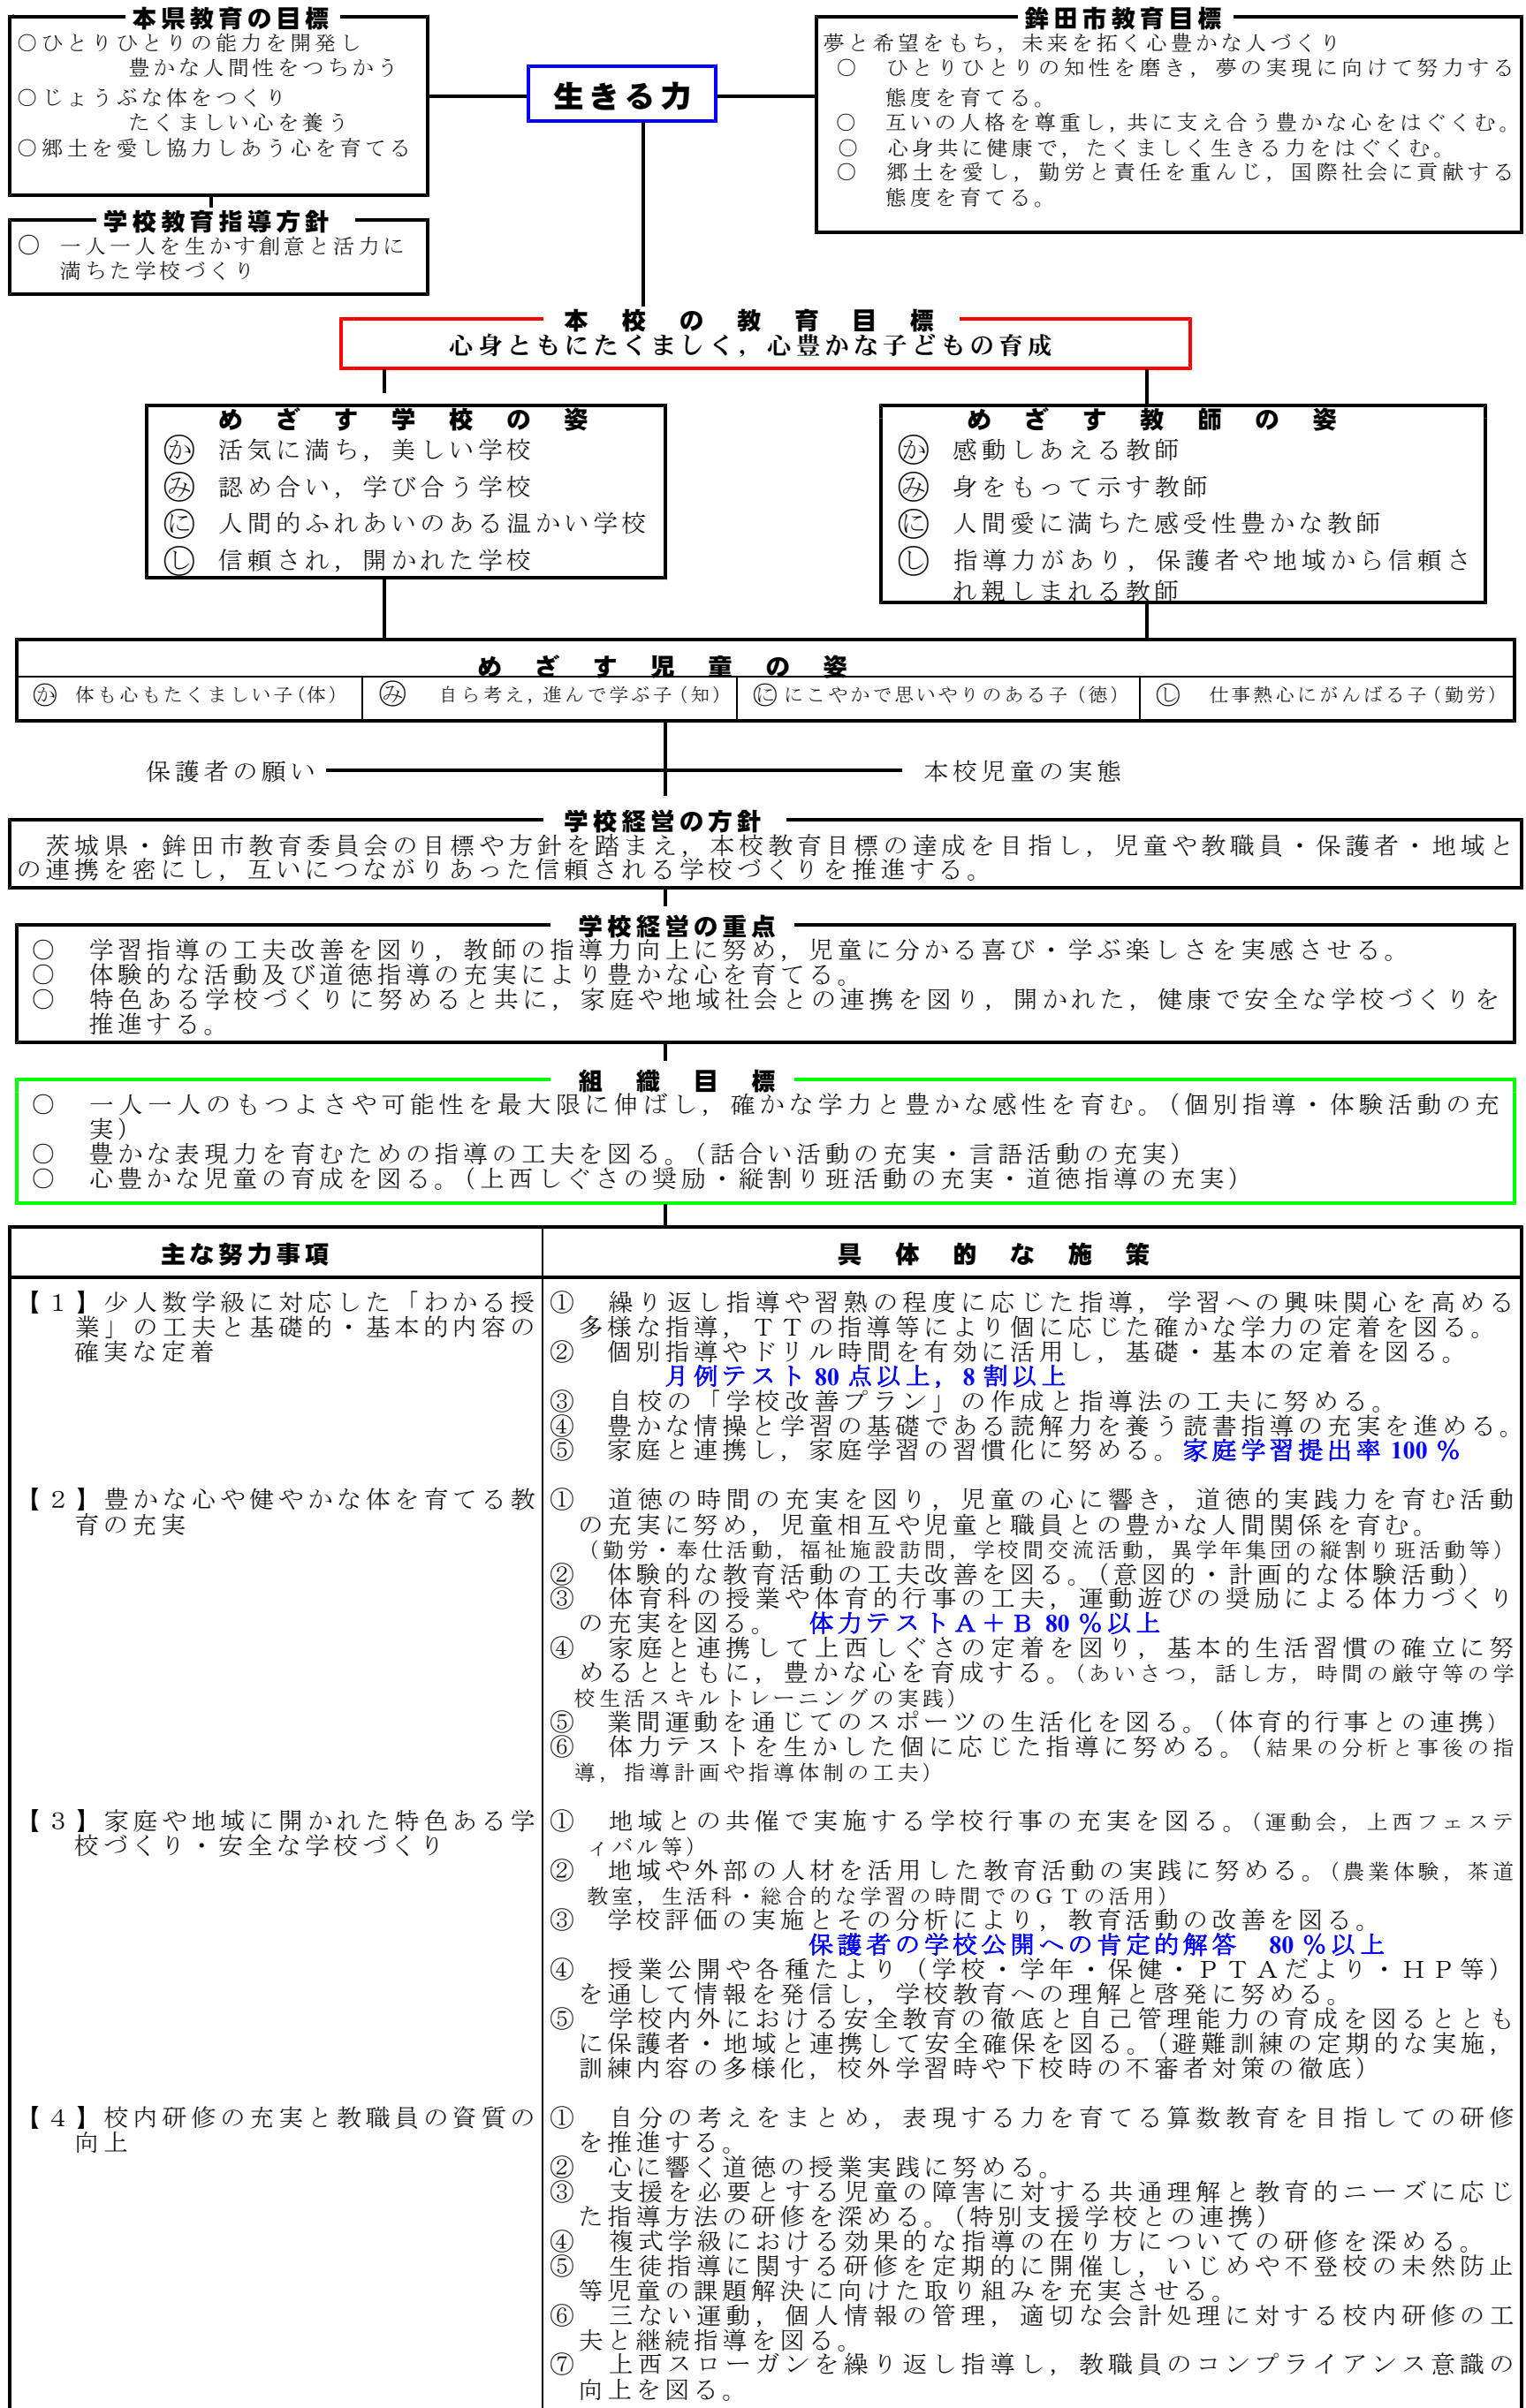 本県教育の目標
○ひとりひとりの能力を開発し
豊かな人間性をつちかう
○じょうぶな体をつくり
たくましい心を養う
○郷土を愛し協力しあう心を育てる
学校教育指導方針
○ 一人一人を生かす創意と活力に
満ちた学校づくり
生きる力
鉾田市教育目標
夢と希望をもち，未来を拓く心豊かな人づくり
○ ひとりひとりの知性を磨き，夢の実現に向けて努力する
態度を育てる。
○ 互いの人格を尊重し，共に支え合う豊かな心をはぐくむ。
○ 心身共に健康で，たくましく生きる力をはぐくむ。
○ 郷土を愛し，勤労と責任を重んじ，国際社会に貢献する
態度を育てる。
本校の教育目標
心身ともにたくましく，心豊かな子どもの育成
めざす学校の姿
か 活気に満ち，美しい学校
み 認め合い，学び合う学校
に 人間的ふれあいのある温かい学校
し 信頼され，開かれた学校
めざす教師の姿
か 感動しあえる教師
み 身をもって示す教師
に 人間愛に満ちた感受性豊かな教師
し 指導力があり，保護者や地域から信頼さ
れ親しまれる教師
めざす児童の姿
か 体も心もたくましい子（体） み 自ら考え，進んで学ぶ子（知） に にこやかで思いやりのある子（徳） し 仕事熱心にがんばる子（勤労）
保護者の願い 本校児童の実態
学校経営の方針
茨城県・鉾田市教育委員会の目標や方針を踏まえ，本校教育目標の達成を目指し，児童や教職員・保護者・地域と
の連携を密にし，互いにつながりあった信頼される学校づくりを推進する。
学校経営の重点
○ 学習指導の工夫改善を図り，教師の指導力向上に努め，児童に分かる喜び・学ぶ楽しさを実感させる。
○ 体験的な活動及び道徳指導の充実により豊かな心を育てる。
○ 特色ある学校づくりに努めると共に，家庭や地域社会との連携を図り，開かれた，健康で安全な学校づくりを
推進する。
組織目標
○ 一人一人のもつよさや可能性を最大限に伸ばし，確かな学力と豊かな感性を育む。（個別指導・体験活動の充
実）
○ 豊かな表現力を育むための指導の工夫を図る。（話合い活動の充実・言語活動の充実）
○ 心豊かな児童の育成を図る。（上西しぐさの奨励・縦割り班活動の充実・道徳指導の充実）
主な努力事項 具体的な施策
【１】少人数学級に対応した「わかる授
業」の工夫と基礎的・基本的内容の
確実な定着
① 繰り返し指導や習熟の程度に応じた指導，学習への興味関心を高める
多様な指導，ＴＴの指導等により個に応じた確かな学力の定着を図る。
② 個別指導やドリル時間を有効に活用し，基礎・基本の定着を図る。
月例テスト80点以上，8割以上
③ 自校の「学校改善プラン」の作成と指導法の工夫に努める。
④ 豊かな情操と学習の基礎である読解力を養う読書指導の充実を進める。
⑤ 家庭と連携し，家庭学習の習慣化に努める。家庭学習提出率100％
【２】豊かな心や健やかな体を育てる教
育の充実
① 道徳の時間の充実を図り，児童の心に響き，道徳的実践力を育む活動
の充実に努め，児童相互や児童と職員との豊かな人間関係を育む。
（勤労・奉仕活動，福祉施設訪問，学校間交流活動，異学年集団の縦割り班活動等）
② 体験的な教育活動の工夫改善を図る。（意図的・計画的な体験活動）
③ 体育科の授業や体育的行事の工夫，運動遊びの奨励による体力づくり
の充実を図る。 体力テストＡ＋Ｂ 80％以上
④ 家庭と連携して上西しぐさの定着を図り，基本的生活習慣の確立に努
めるとともに，豊かな心を育成する。（あいさつ，話し方，時間の厳守等の学
校生活スキルトレーニングの実践）
⑤ 業間運動を通じてのスポーツの生活化を図る。（体育的行事との連携）
⑥ 体力テストを生かした個に応じた指導に努める。（結果の分析と事後の指
導，指導計画や指導体制の工夫）
【３】家庭や地域に開かれた特色ある学
校づくり・安全な学校づくり
① 地域との共催で実施する学校行事の充実を図る。（運動会，上西フェステ
ィバル等）
② 地域や外部の人材を活用した教育活動の実践に努める。（農業体験，茶道
教室，生活科・総合的な学習の時間でのＧＴの活用）
③ 学校評価の実施とその分析により，教育活動の改善を図る。
保護者の学校公開への肯定的解答 80％以上
④ 授業公開や各種たより（学校・学年・保健・ＰＴＡだより・ＨＰ等）
を通して情報を発信し，学校教育への理解と啓発に努める。
⑤ 学校内外における安全教育の徹底と自己管理能力の育成を図るととも
に保護者・地域と連携して安全確保を図る。（避難訓練の定期的な実施，
訓練内容の多様化，校外学習時や下校時の不審者対策の徹底）
【４】校内研修の充実と教職員の資質の
向上
① 自分の考えをまとめ，表現する力を育てる算数教育を目指しての研修
を推進する。
② 心に響く道徳の授業実践に努める。
③ 支援を必要とする児童の障害に対する共通理解と教育的ニーズに応じ
た指導方法の研修を深める。（特別支援学校との連携）
④ 複式学級における効果的な指導の在り方についての研修を深める。
⑤ 生徒指導に関する研修を定期的に開催し，いじめや不登校の未然防止
等児童の課題解決に向けた取り組みを充実させる。
⑥ 三ない運動，個人情報の管理，適切な会計処理に対する校内研修の工
夫と継続指導を図る。
⑦ 上西スローガンを繰り返し指導し，教職員のコンプライアンス意識の
向上を図る。